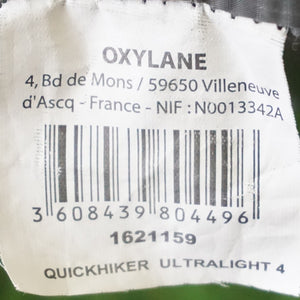 OXYLANE
4, Bd de Mons / 59650 Villeneuve
d'Ascq - France - NIF : N0013342A
3 608439 804496
1621159
QUICKHIKER ULTRALIGHT 4